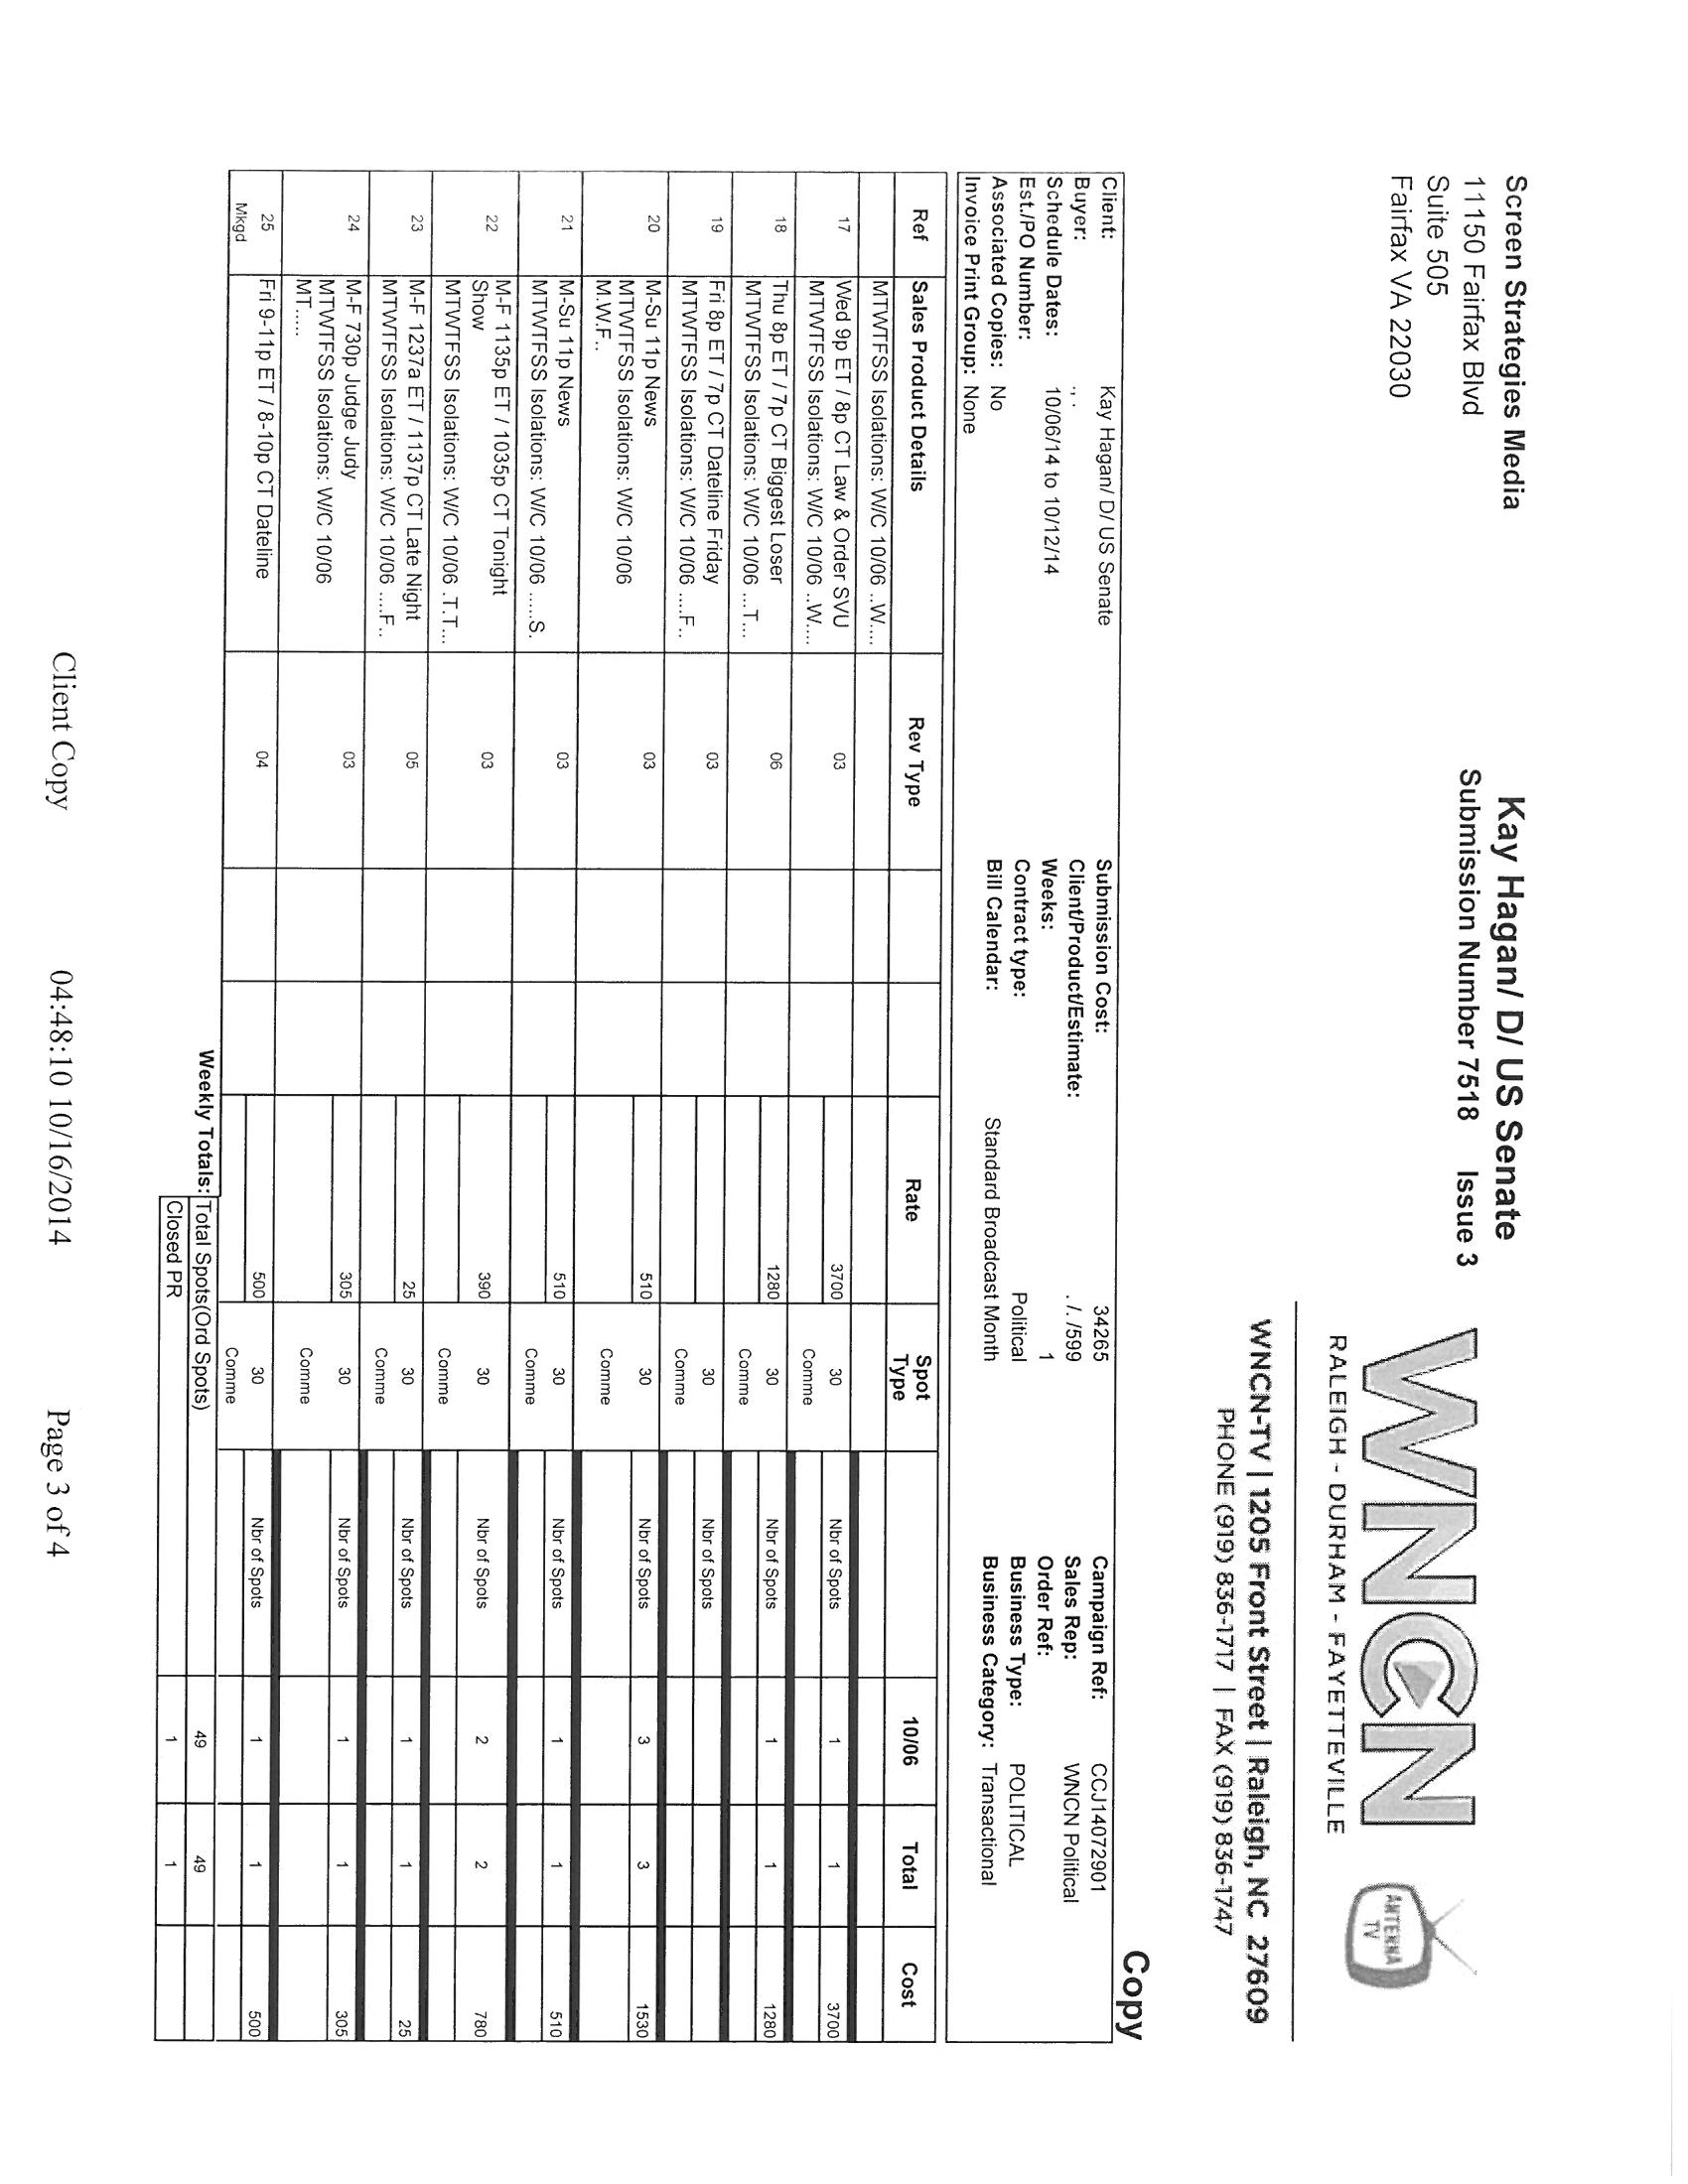 Screen Strategies Media
11150 Fairfax Blvd
Suite 505
Fairfax VA 22030
Kay Hagan/ D/ US Senate
Submission Number 7518 Issue 3
WNCN
RALEIGH - DURHAM - FAYETTEVILLE
ANTENNA
TV
WNCN-TV | 1205 Front Street | Raleigh, NC 27609
PHONE (919) 836-1717 | FAX (919) 836-1747
Copy
Client: Kay Hagan/ D/ US Senate Submission Cost: 34265 Campaign Ref: CCJ14072901
Buyer: ., . Client/Product/Estimate: . /. /599 Sales Rep: WNCN Political
Schedule Dates: 10/06/14 to 10/12/14 Weeks: 1 Order Ref:
Est./PO Number: Contract type: Political Business Type: POLITICAL
Associated Copies: No Bill Calendar: Standard Broadcast Month Business Category: Transactional
Invoice Print Group: None
Ref Sales Product Details Rev Type Rate Spot Type 10/06 Total Cost
MTWTFSS Isolations: W/C 10/06 ..W....
17 Wed 9p ET / 8p CT Law & Order SVU 03 3700 30 Nbr of Spots 1 1 3700
MTWTFSS Isolations: W/C 10/06 ..W.... Comme
18 Thu 8p ET / 7p CT Biggest Loser 06 1280 30 Nbr of Spots 1 1 1280
MTWTFSS Isolations: W/C 10/06 ...T... Comme
19 Fri 8p ET / 7p CT Dateline Friday 03 30 Nbr of Spots
MTWTFSS Isolations: W/C 10/06 ....F.. Comme
20 M-Su 11p News 03 510 30 Nbr of Spots 3 3 1530
MTWTFSS Isolations: W/C 10/06
M.W.F.. Comme
21 M-Su 11p News 03 510 30 Nbr of Spots 1 1 510
MTWTFSS Isolations: W/C 10/06 .....S. Comme
22 M-F 1135p ET / 1035p CT Tonight 03 390 30 Nbr of Spots 2 2 780
Show
MTWTFSS Isolations: W/C 10/06 .T.T... Comme
23 M-F 1237a ET / 1137p CT Late Night 05 25 30 Nbr of Spots 1 1 25
MTWTFSS Isolations: W/C 10/06 ....F.. Comme
24 M-F 730p Judge Judy 03 305 30 Nbr of Spots 1 1 305
MTWTFSS Isolations: W/C 10/06
MT..... Comme
25 Fri 9-11p ET / 8-10p CT Dateline 04 500 30 Nbr of Spots 1 1 500
Mkgd Comme
Weekly Totals: Total Spots(Ord Spots) 49 49
Closed PR 1 1
Client Copy 04:48:10 10/16/2014 Page 3 of 4